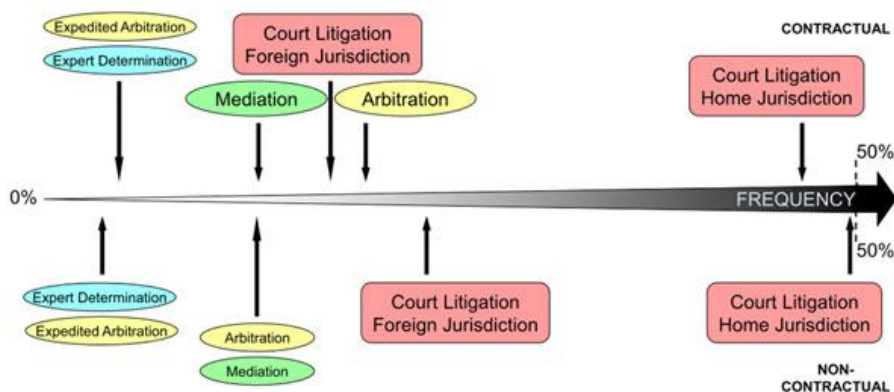 Expedited Arbitration
Expert Determination
Court Litigation
Foreign Jurisdiction
Mediation
Arbitration
CONTRACTUAL
Court Litigation
Home Jurisdiction
50%
0%
FREQUENCY
50%
Expert Determination
Expedited Arbitration
Arbitration
Mediation
Court Litigation
Foreign Jurisdiction
Court Litigation
Home Jurisdiction
NON-
CONTRACTUAL